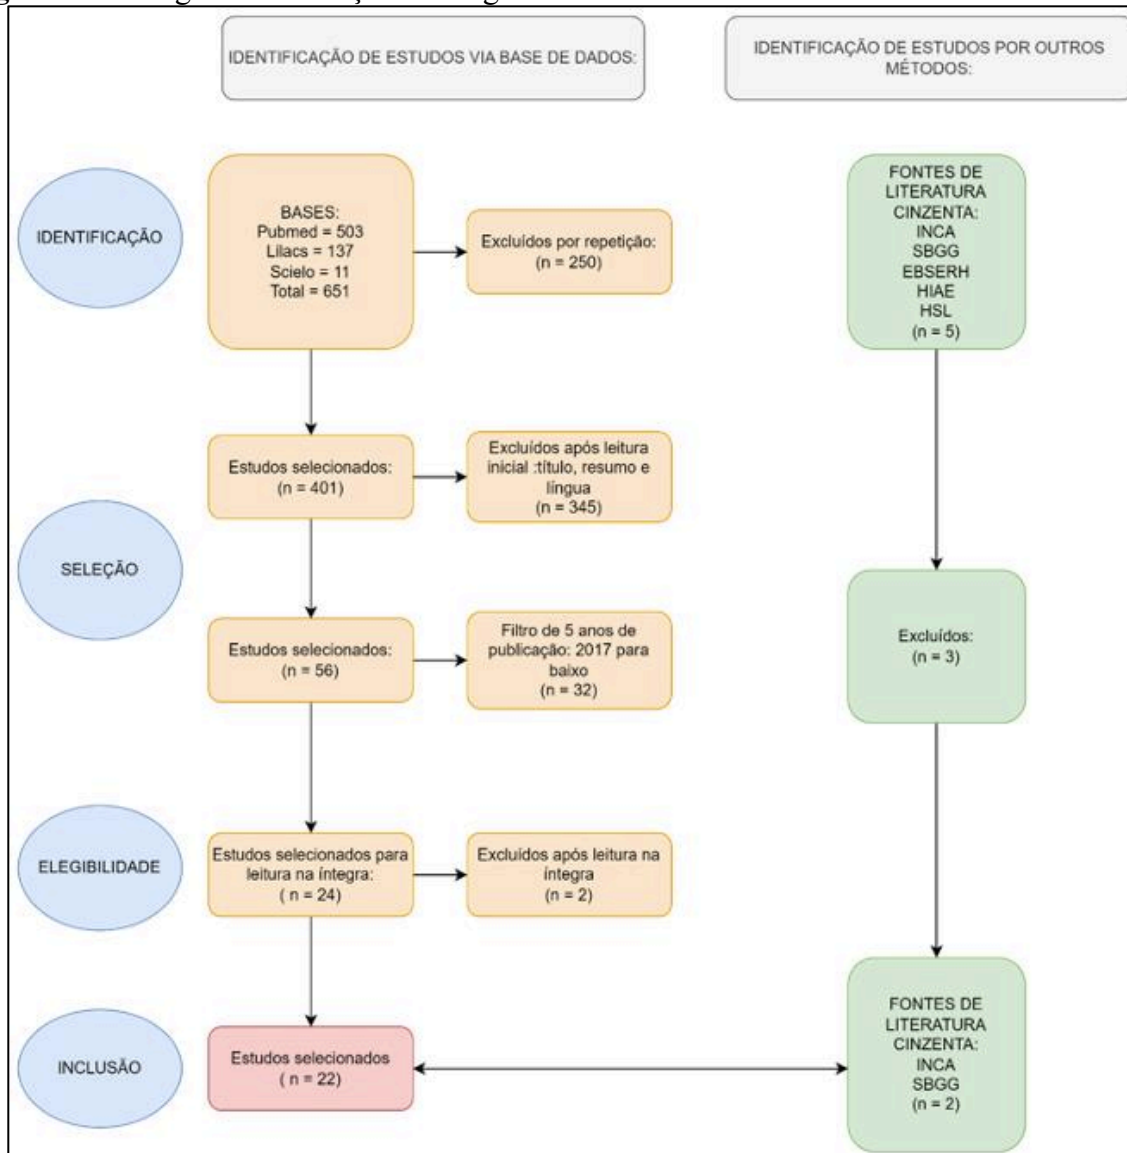 IDENTIFICAÇÃO DE ESTUDOS VIA BASE DE DADOS:
IDENTIFICAÇÃO DE ESTUDOS POR OUTROS
MÉTODOS:
IDENTIFICAÇÃO
BASES:
Pubmed = 503
Lilacs = 137
Scielo = 11
Total = 651
Excluídos por repetição:
(n = 250)
FONTES DE
LITERATURA
CINZENTA:
INCA
SBGG
EBSERH
HIAE
HSL
(n = 5)
SELEÇÃO
Estudos selecionados:
(n = 401)
Excluídos após leitura
inicial :título, resumo e
língua
(n = 345)
Estudos selecionados:
(n = 56)
Filtro de 5 anos de
publicação: 2017 para
baixo
(n = 32)
Excluídos:
(n = 3)
ELEGIBILIDADE
Estudos selecionados para
leitura na íntegra:
( n = 24)
Excluídos após leitura na
íntegra
(n = 2)
INCLUSÃO
Estudos selecionados
( n = 22)
FONTES DE
LITERATURA
CINZENTA:
INCA
SBGG
(n = 2)